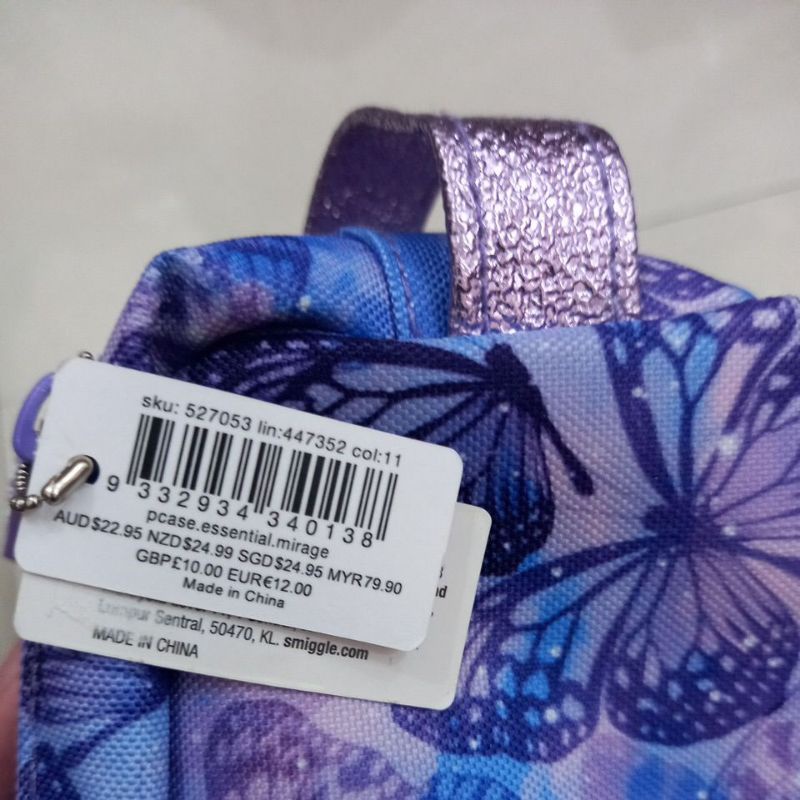 sku: 527053 lin:447352 col:11
9 332934 340138
pcase.essential.mirage
AUD$22.95 NZD$24.99 SGD$24.95 MYR79.90
GBP£10.00 EUR€12.00
Made in China
Lumpur Sentral, 50470, KL. smiggle.com
MADE IN CHINA